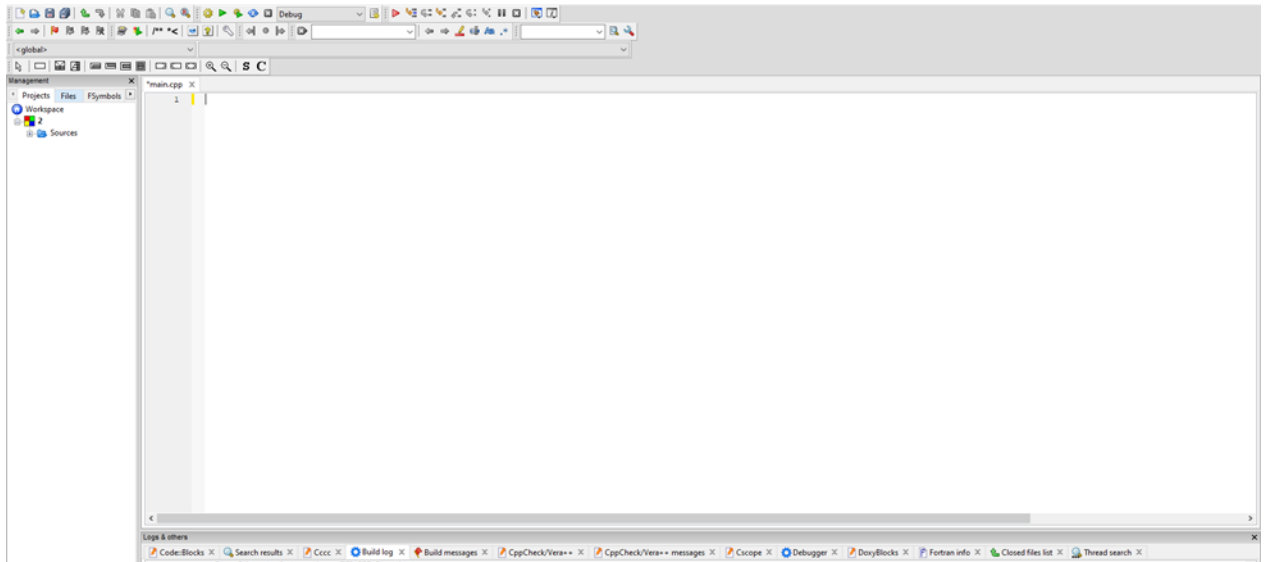 Debug
<global>
S C
Management
Projects Files FSymbols
*main.cpp
1
Workspace
2
Sources
Logs & others
Code::Blocks Search results Cccc Build log Build messages CppCheck/Vera++ CppCheck/Vera++ messages Cscope Debugger DoxyBlocks Fortran info Closed files list Thread search